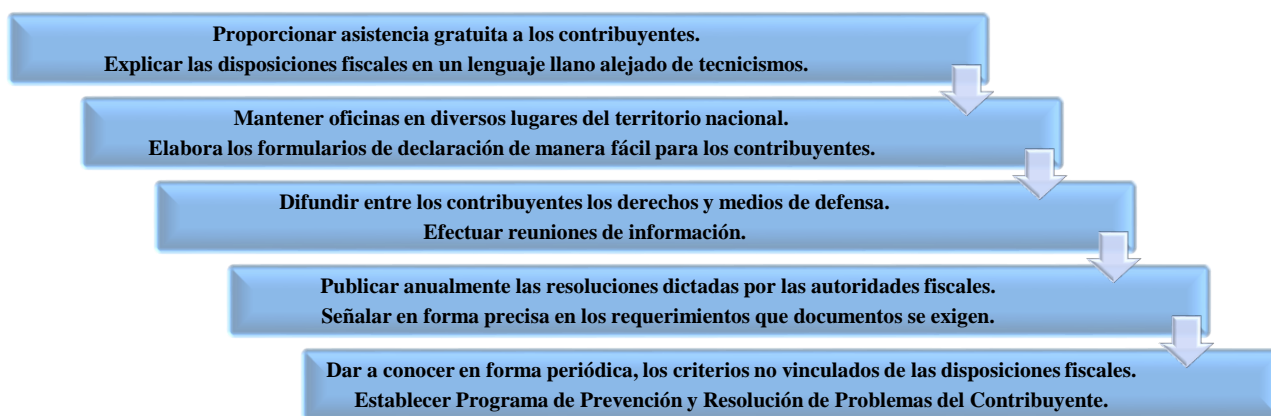 Proporcionar asistencia gratuita a los contribuyentes.
Explicar las disposiciones fiscales en un lenguaje llano alejado de tecnicismos.
Mantener oficinas en diversos lugares del territorio nacional.
Elabora los formularios de declaración de manera fácil para los contribuyentes.
Difundir entre los contribuyentes los derechos y medios de defensa.
Efectuar reuniones de información.
Publicar anualmente las resoluciones dictadas por las autoridades fiscales.
Señalar en forma precisa en los requerimientos que documentos se exigen.
Dar a conocer en forma periódica, los criterios no vinculados de las disposiciones fiscales.
Establecer Programa de Prevención y Resolución de Problemas del Contribuyente.